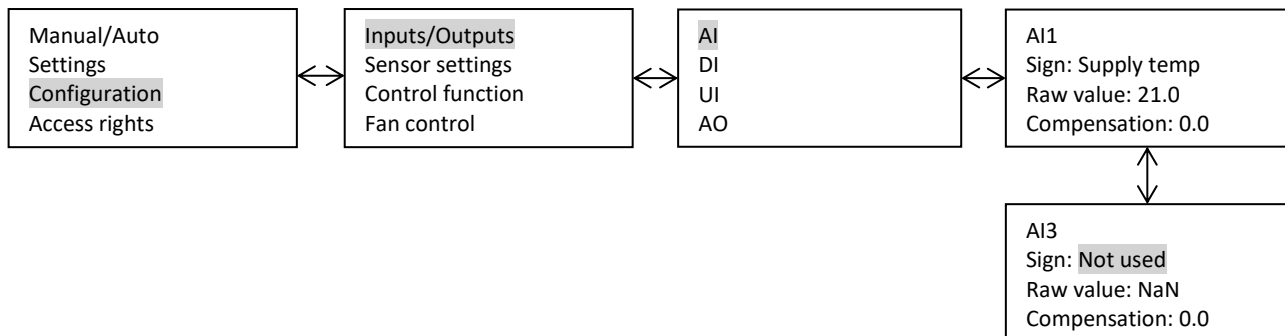 Manual/Auto
Settings
Configuration
Access rights
Inputs/Outputs
Sensor settings
Control function
Fan control
AI
DI
UI
AO
AI1
Sign: Supply temp
Raw value: 21.0
Compensation: 0.0
AI3
Sign: Not used
Raw value: NaN
Compensation: 0.0